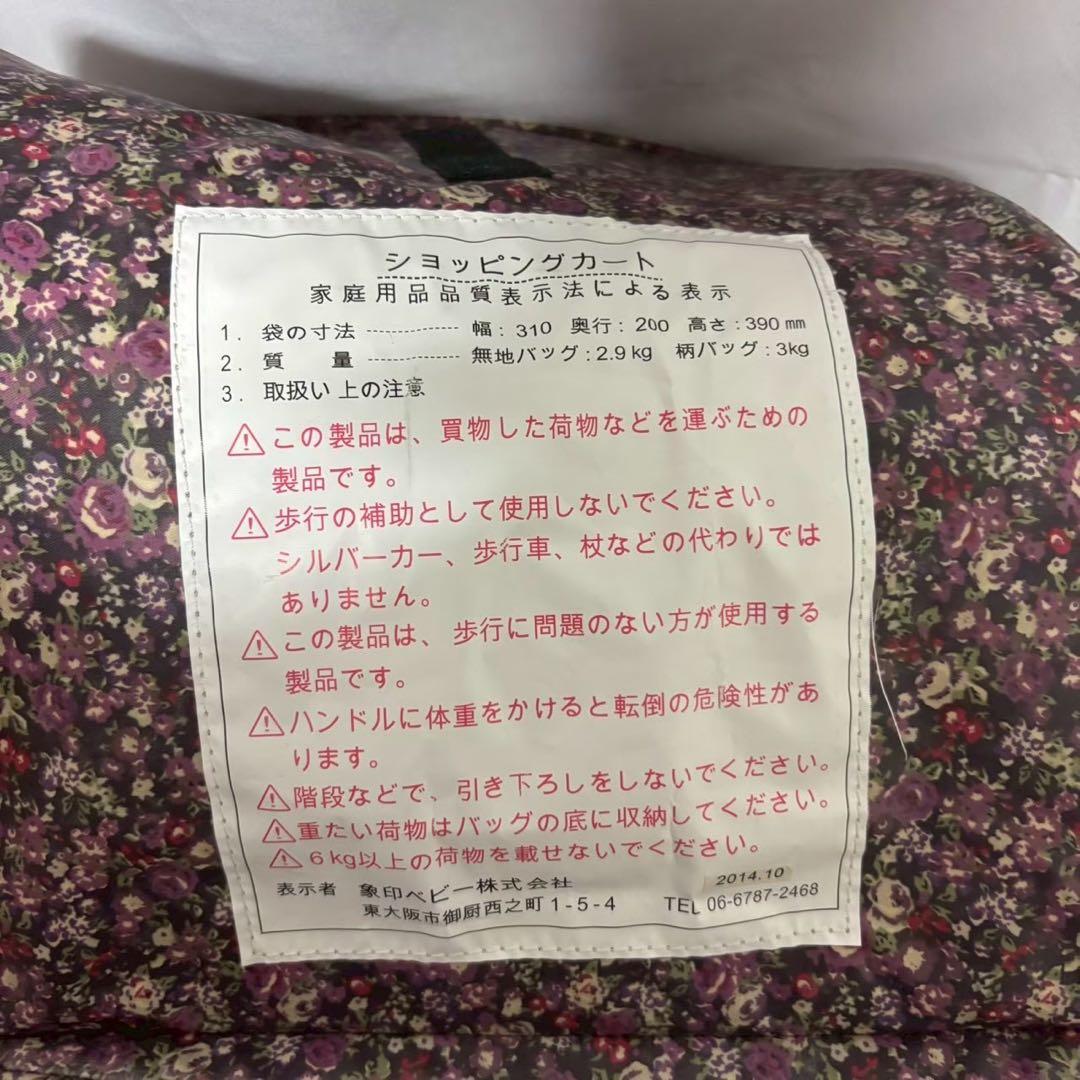 ショッピングカート
家庭用品品質表示法による表示
1. 袋の寸法 ---------------- 幅：310 奥行：200 高さ：390㎜
2. 質 量 ---------------- 無地バッグ：2.9kg 柄バッグ：3kg
3. 取扱い上の注意
⚠この製品は、買物した荷物などを運ぶための
製品です。
⚠歩行の補助として使用しないでください。
シルバーカー、歩行車、杖などの代わりでは
ありません。
⚠この製品は、歩行に問題のない方が使用する
製品です。
⚠ハンドルに体重をかけると転倒の危険性があ
ります。
⚠階段などで、引き下ろしをしないでください。
⚠重たい荷物はバッグの底に収納してください。
⚠6kg以上の荷物を載せないでください。
表示者 象印ベビー株式会社 2014.10
東大阪市御厨西之町1-5-4 TEL 06-6787-2468